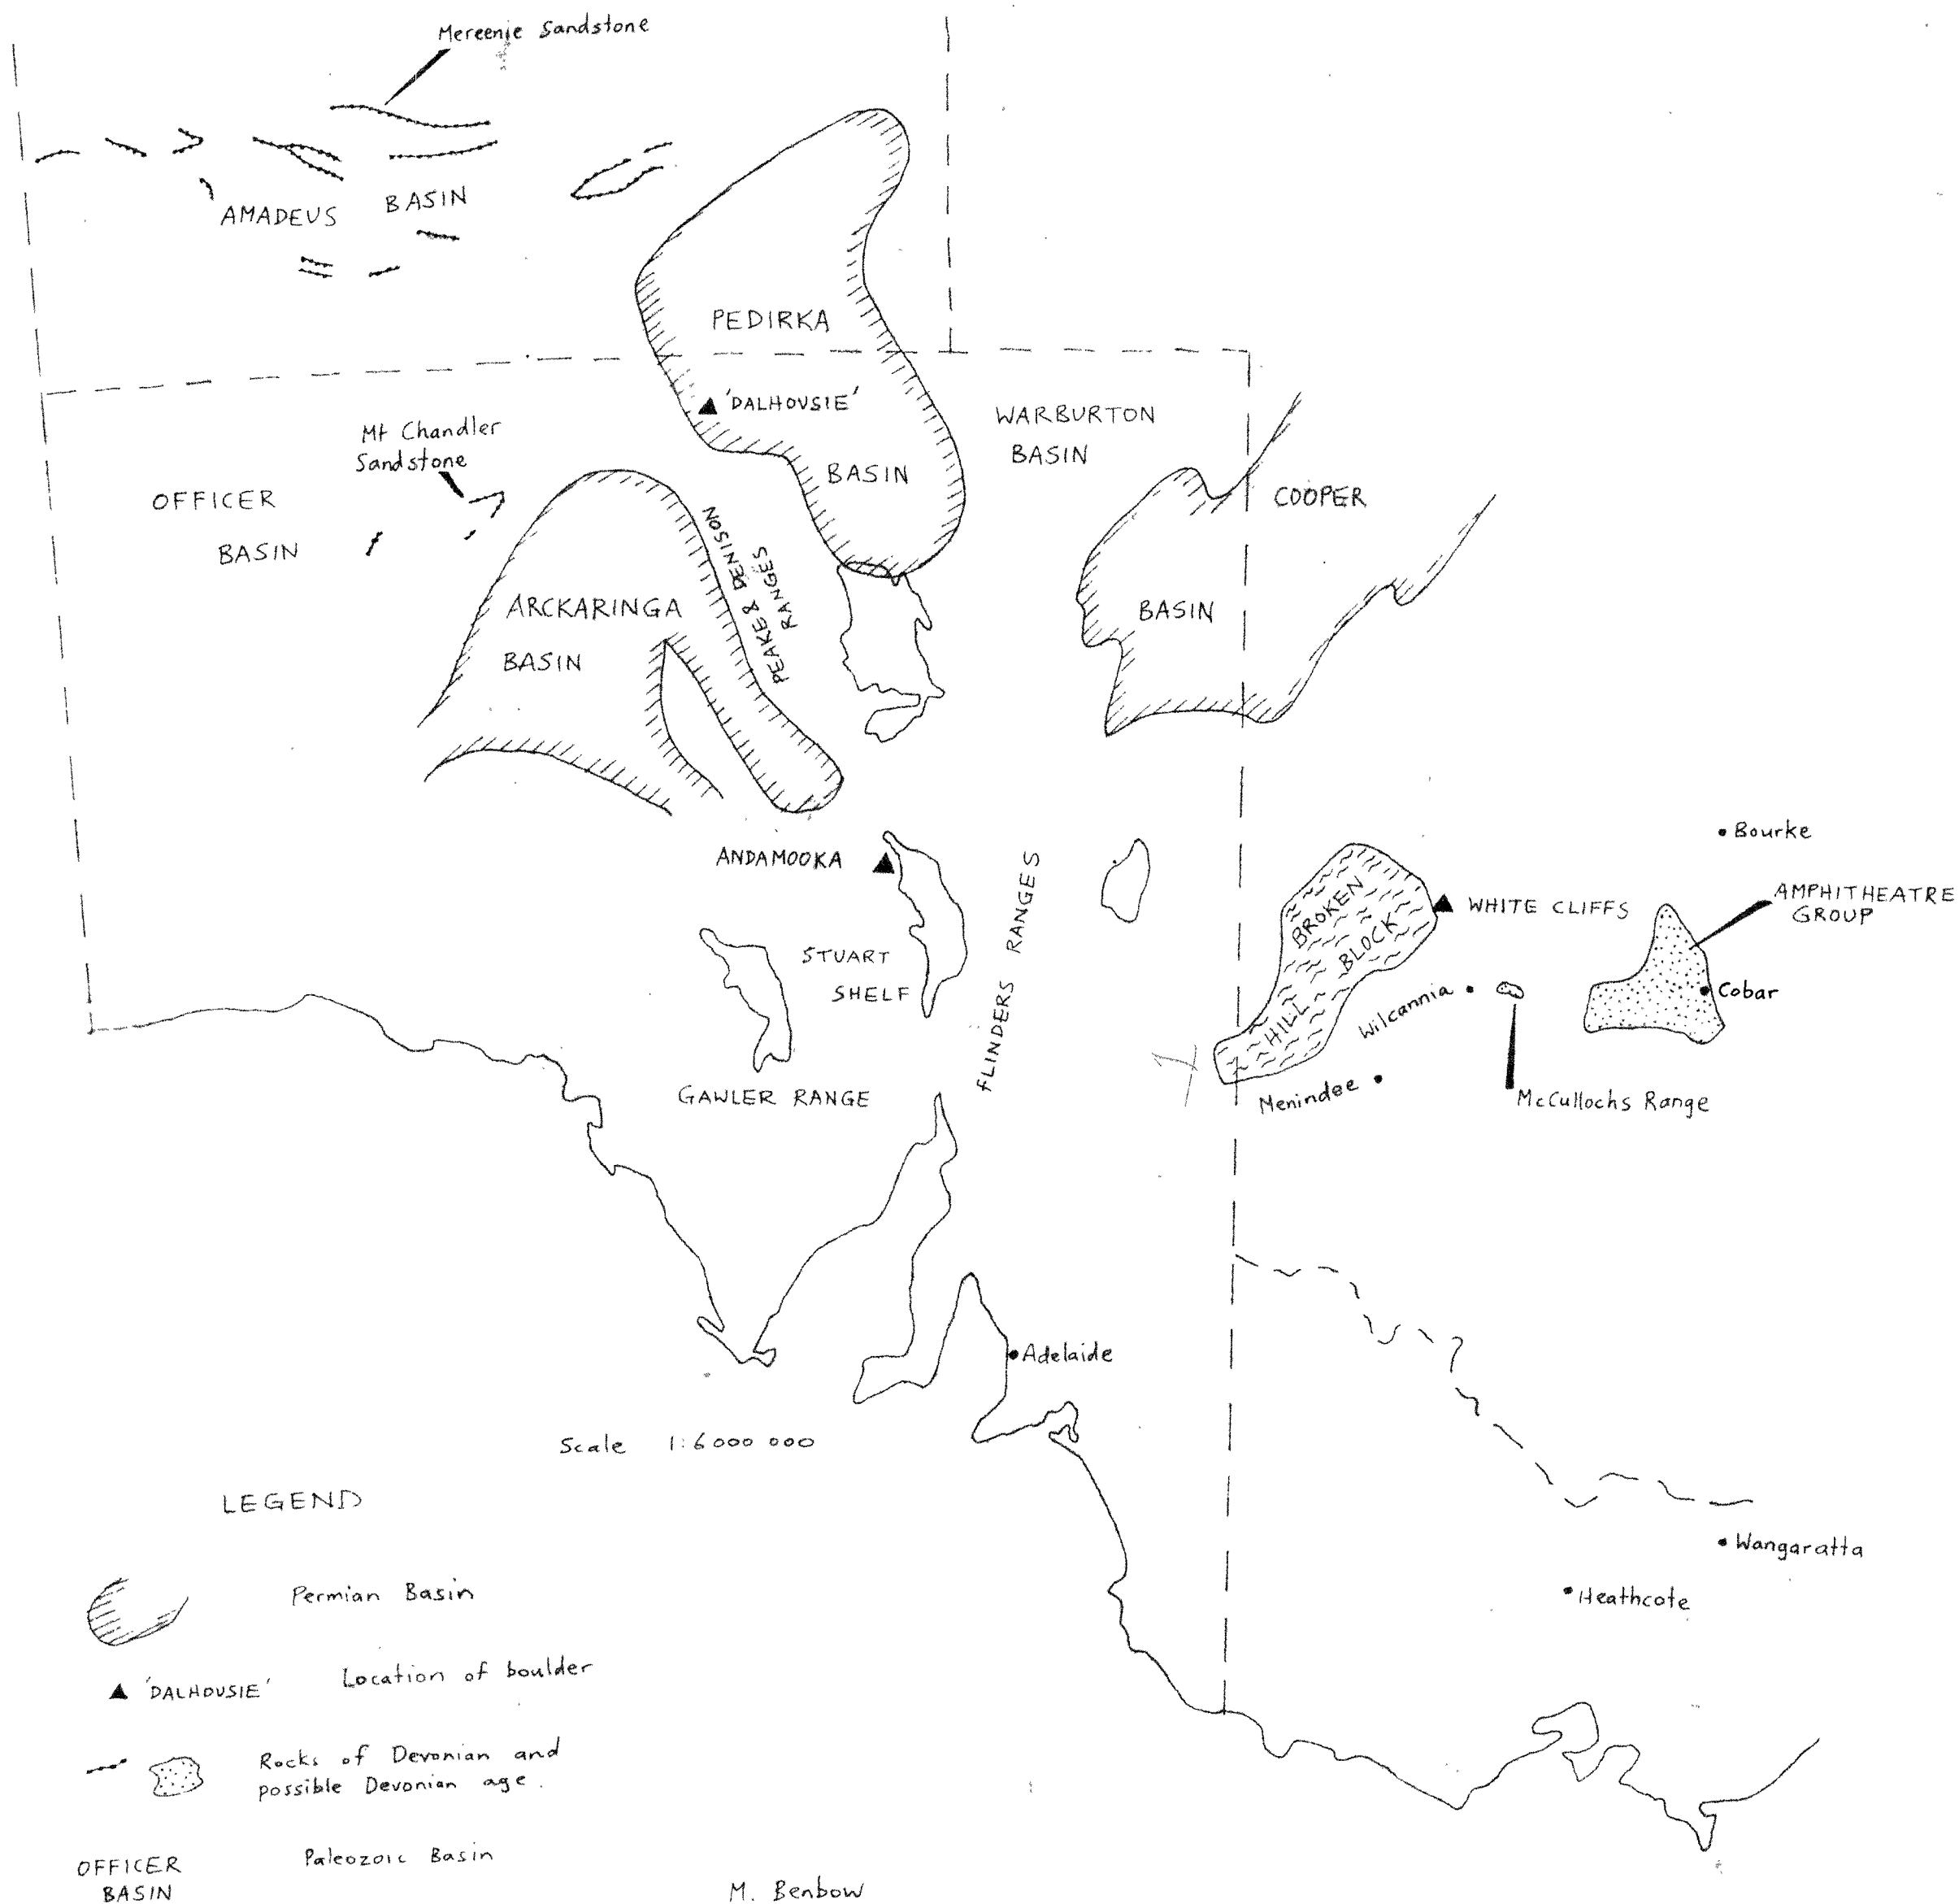 Mereenie Sandstone
AMADEUS BASIN
PEDIRKA
'DALHOUSIE'
BASIN
WARBURTON
BASIN
Mt Chandler
Sandstone
OFFICER
BASIN
COOPER
BASIN
PEAKE & DENISON
RANGES
ARCKARINGA
BASIN
ANDAMOOKA
STUART
SHELF
FLINDERS RANGES
GAWLER RANGE
BROKEN
HILL
BLOCK
WHITE CLIFFS
Bourke
AMPHITHEATRE
GROUP
Cobar
Wilcannia
Menindee
McCullochs Range
Adelaide
Scale 1:6 000 000
Wangaratta
Heathcote
LEGEND
Permian Basin
'DALHOUSIE' Location of boulder
Rocks of Devonian and
possible Devonian age.
OFFICER
BASIN
Paleozoic Basin
M. Benbow